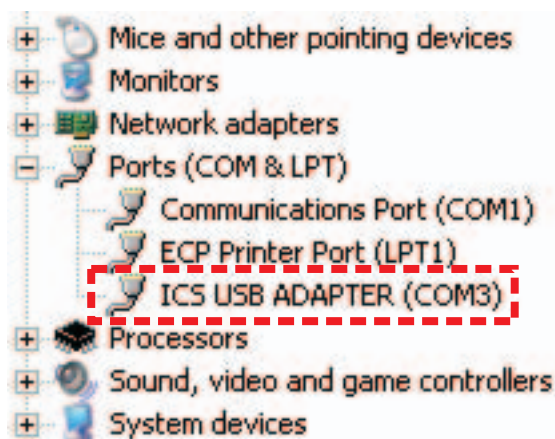 Mice and other pointing devices
Monitors
Network adapters
Ports (COM & LPT)
Communications Port (COM1)
ECP Printer Port (LPT1)
ICS USB ADAPTER (COM3)
Processors
Sound, video and game controllers
System devices